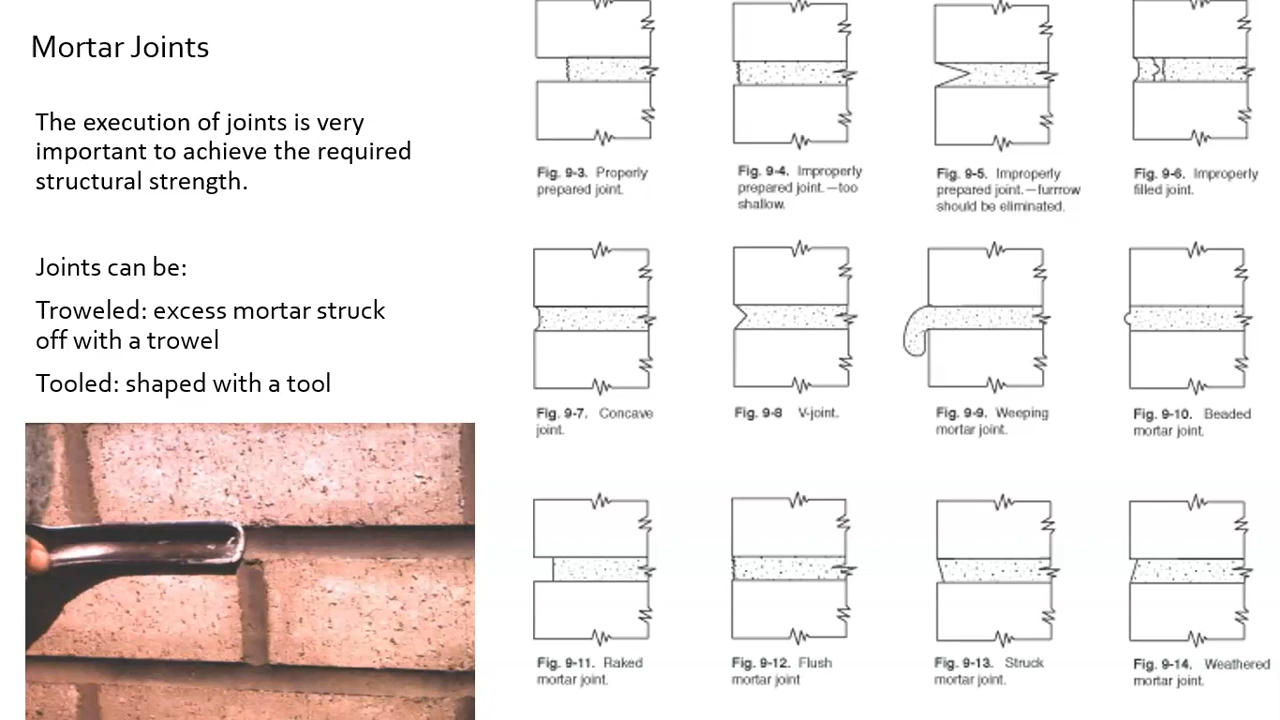 Mortar Joints
The execution of joints is very
important to achieve the required
structural strength.
Joints can be:
Troweled: excess mortar struck
off with a trowel
Tooled: shaped with a tool
Fig. 9-3. Properly
prepared joint.
Fig. 9-4. Improperly
prepared joint.—too
shallow.
Fig. 9-5. Improperly
prepared joint.—furrrow
should be eliminated.
Fig. 9-6. Improperly
filled joint.
Fig. 9-7. Concave
joint.
Fig. 9-8 V-joint.
Fig. 9-9. Weeping
mortar joint.
Fig. 9-10. Beaded
mortar joint.
Fig. 9-11. Raked
mortar joint.
Fig. 9-12. Flush
mortar joint
Fig. 9-13. Struck
mortar joint.
Fig. 9-14. Weathered
mortar joint.